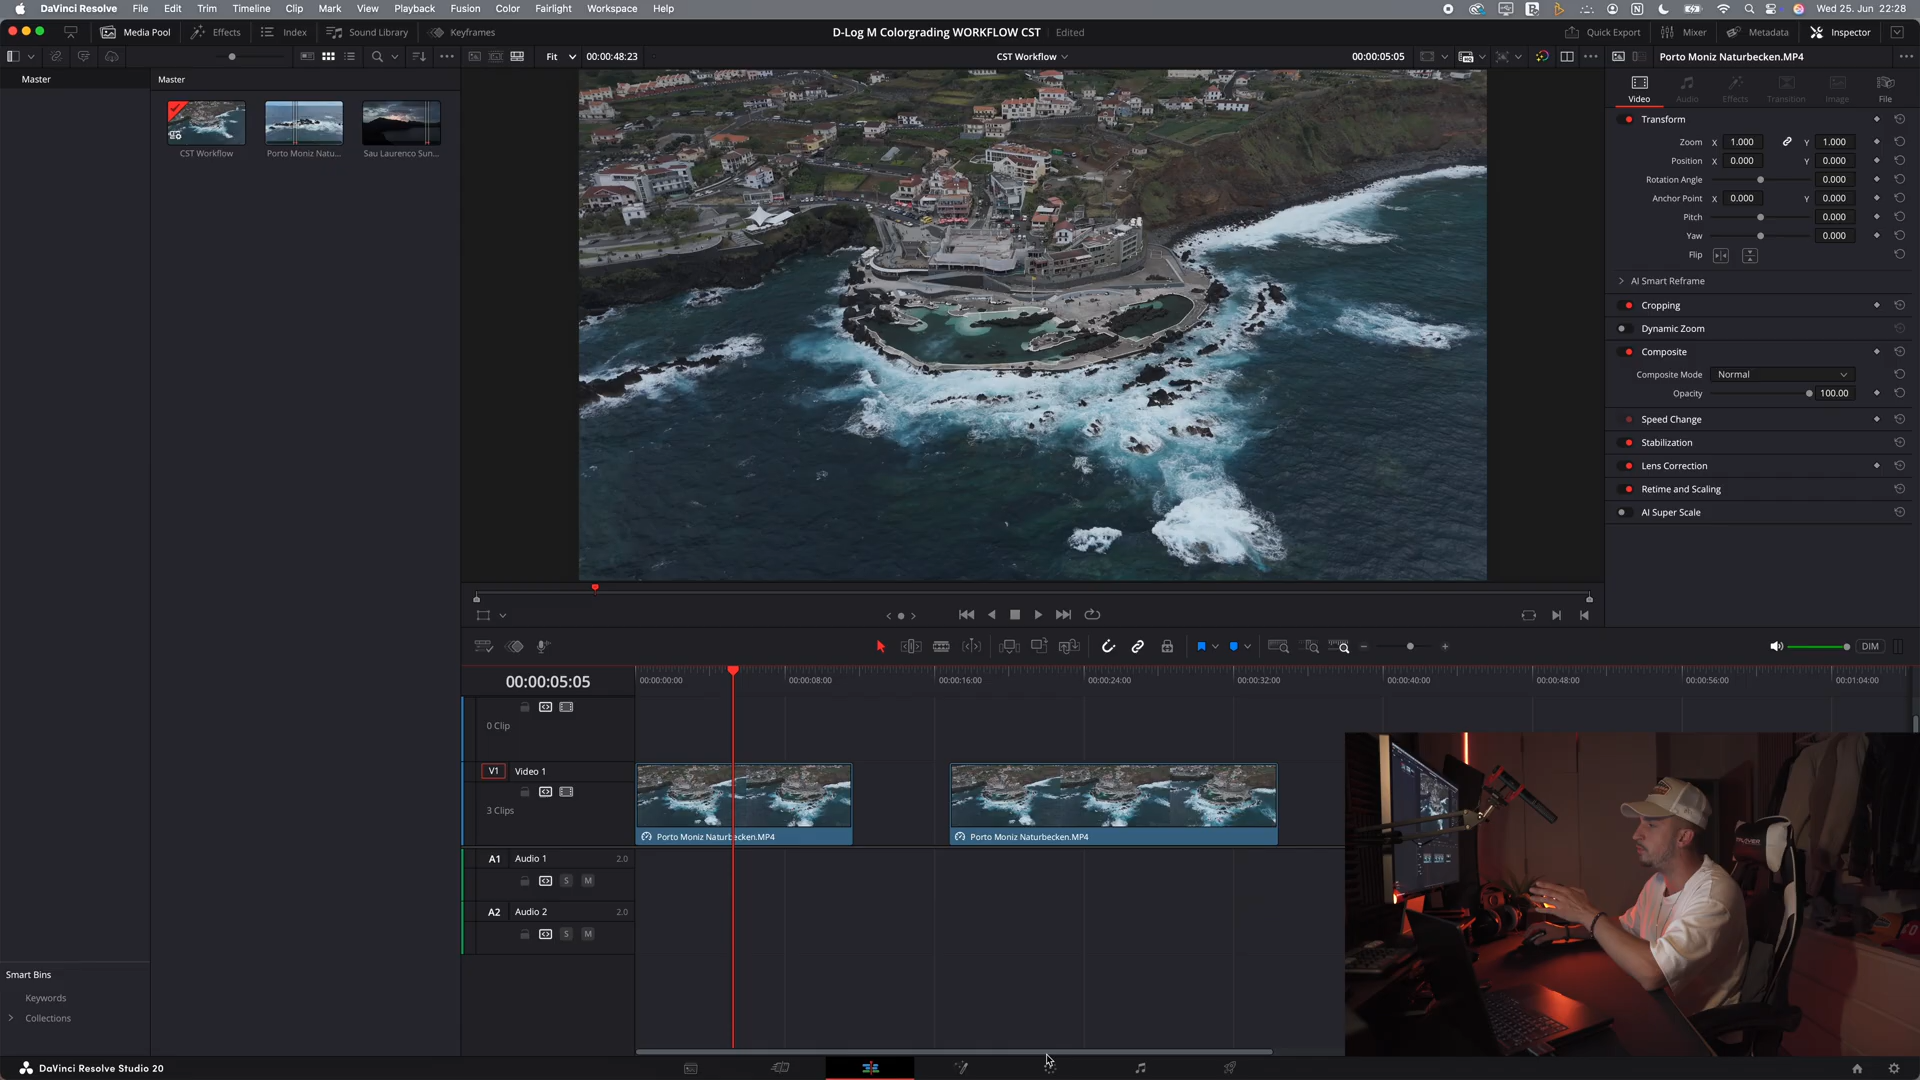 DaVinci Resolve File Edit Trim Timeline Clip Mark View Playback Fusion Color Fairlight Workspace Help Wed 25. Jun 22:28
Media Pool Effects Index Sound Library Keyframes D-Log M Colorgrading WORKFLOW CST Edited Quick Export Mixer Metadata Inspector
Fit 00:00:48:23 CST Workflow 00:00:05:05 Porto Moniz Naturbecken.MP4
Master Master
Video Audio Effects Transition Image File
CST Workflow Porto Moniz Natu... Sau Laurenco Sun...
Transform
Zoom X 1.000 Y 1.000
Position X 0.000 Y 0.000
Rotation Angle 0.000
Anchor Point X 0.000 Y 0.000
Pitch 0.000
Yaw 0.000
Flip
AI Smart Reframe
Cropping
Dynamic Zoom
Composite
Composite Mode Normal
Opacity 100.00
Speed Change
Stabilization
Lens Correction
Retime and Scaling
AI Super Scale
DIM
00:00:05:05 00:00:00:00 00:00:08:00 00:00:16:00 00:00:24:00 00:00:32:00 00:00:40:00 00:00:48:00 00:00:56:00 00:01:04:00
0 Clip
V1 Video 1
3 Clips
Porto Moniz Naturbecken.MP4 Porto Moniz Naturbecken.MP4
A1 Audio 1 2.0
S M
A2 Audio 2 2.0
S M
Smart Bins
Keywords
Collections
DaVinci Resolve Studio 20